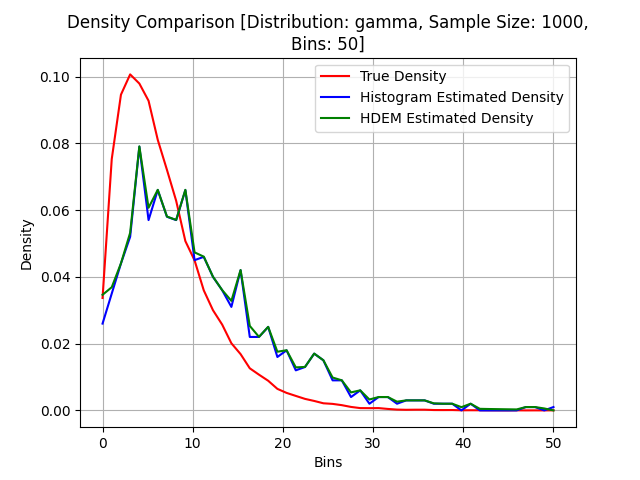 Density Comparison [Distribution: gamma, Sample Size: 1000,
Bins: 50]
True Density
Histogram Estimated Density
HDEM Estimated Density
Density
0.10
0.08
0.06
0.04
0.02
0.00
0 10 20 30 40 50
Bins